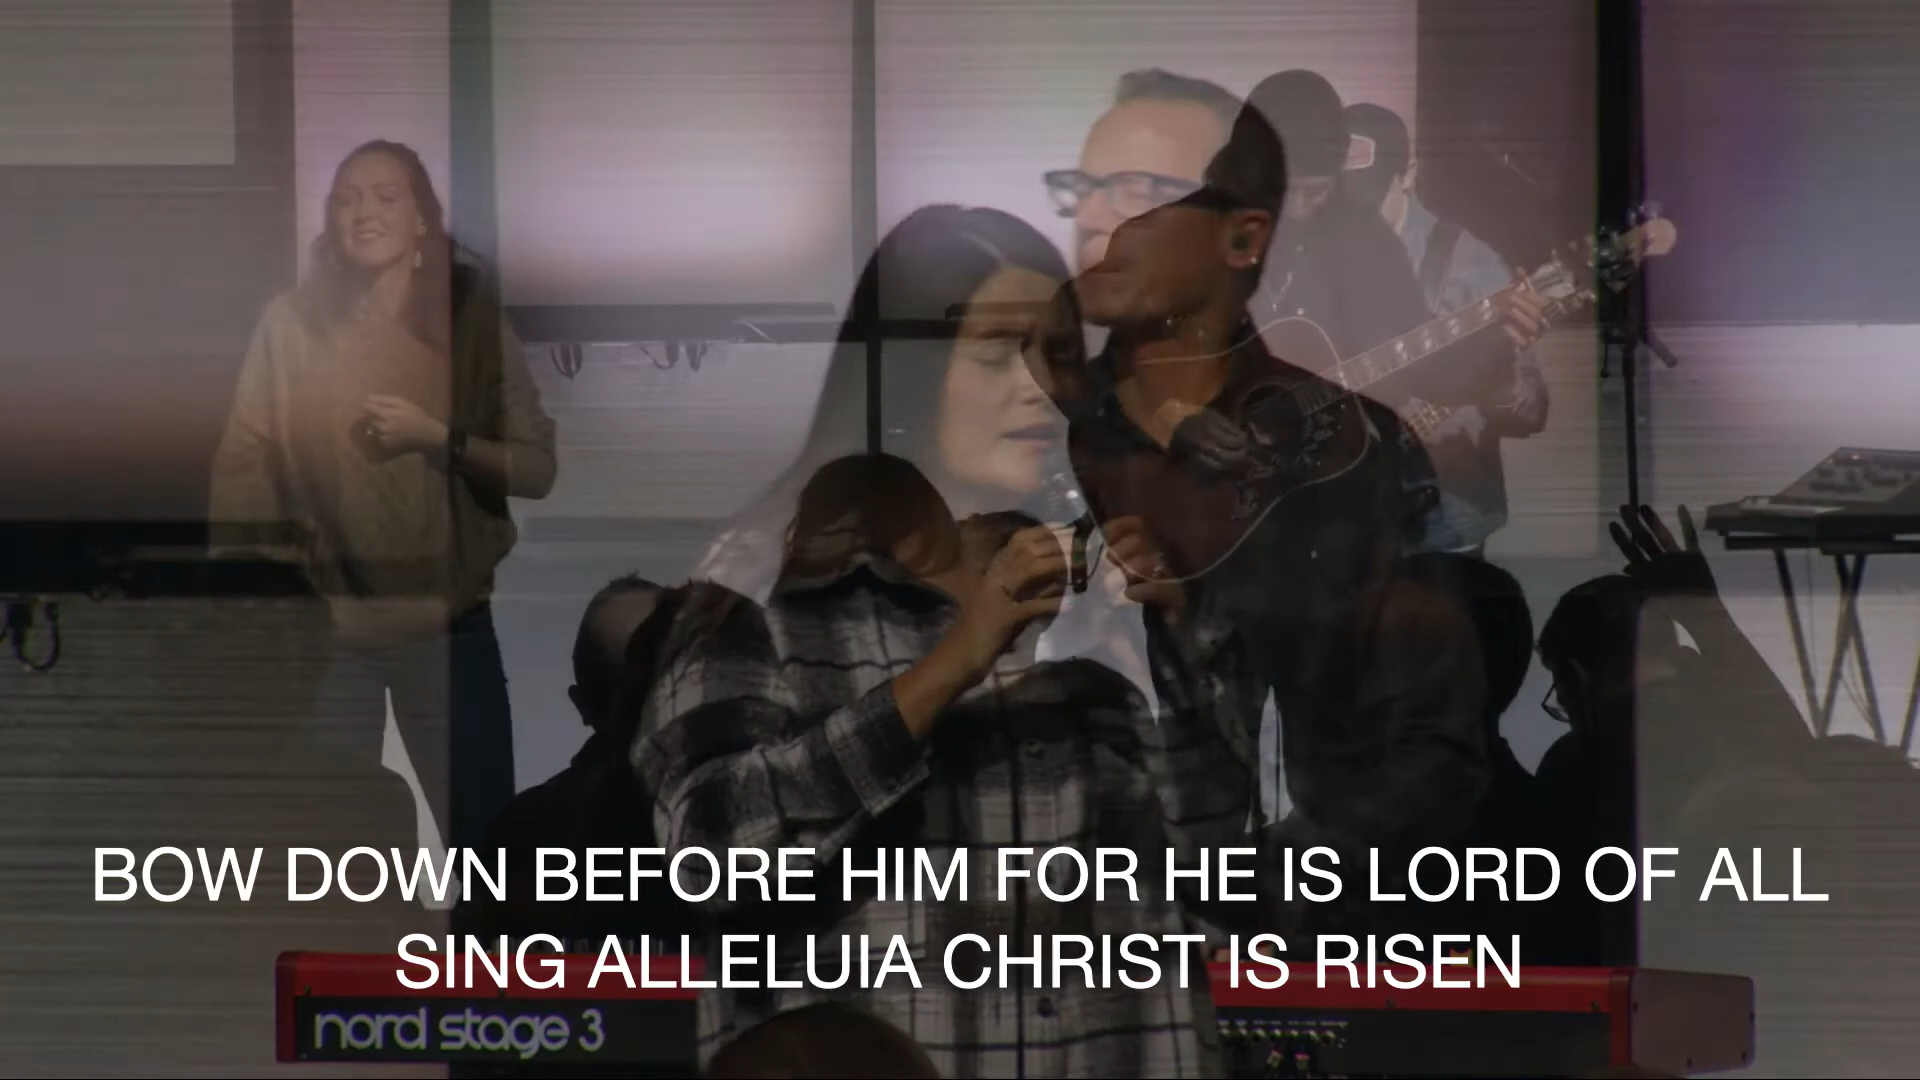 BOW DOWN BEFORE HIM FOR HE IS LORD OF ALL
SING ALLELUIA CHRIST IS RISEN
nord stage 3